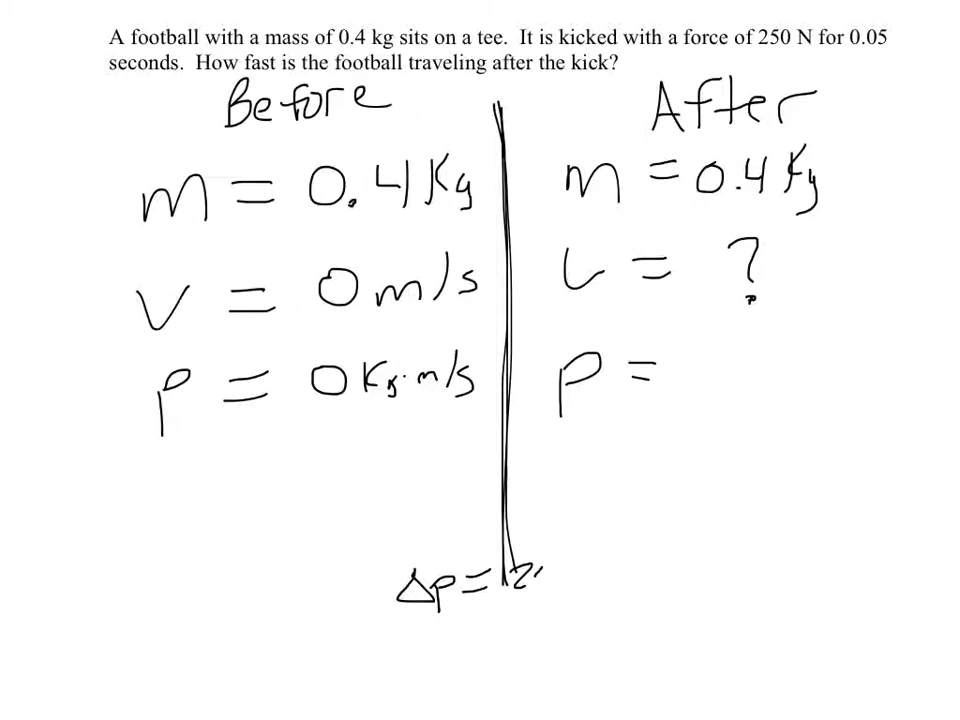 A football with a mass of 0.4 kg sits on a tee. It is kicked with a force of 250 N for 0.05
seconds. How fast is the football traveling after the kick?
Before After
m = 0.4 Kg m = 0.4 Kg
v = 0 m/s v = ?
p = 0 Kg·m/s p =
Δp = 12.